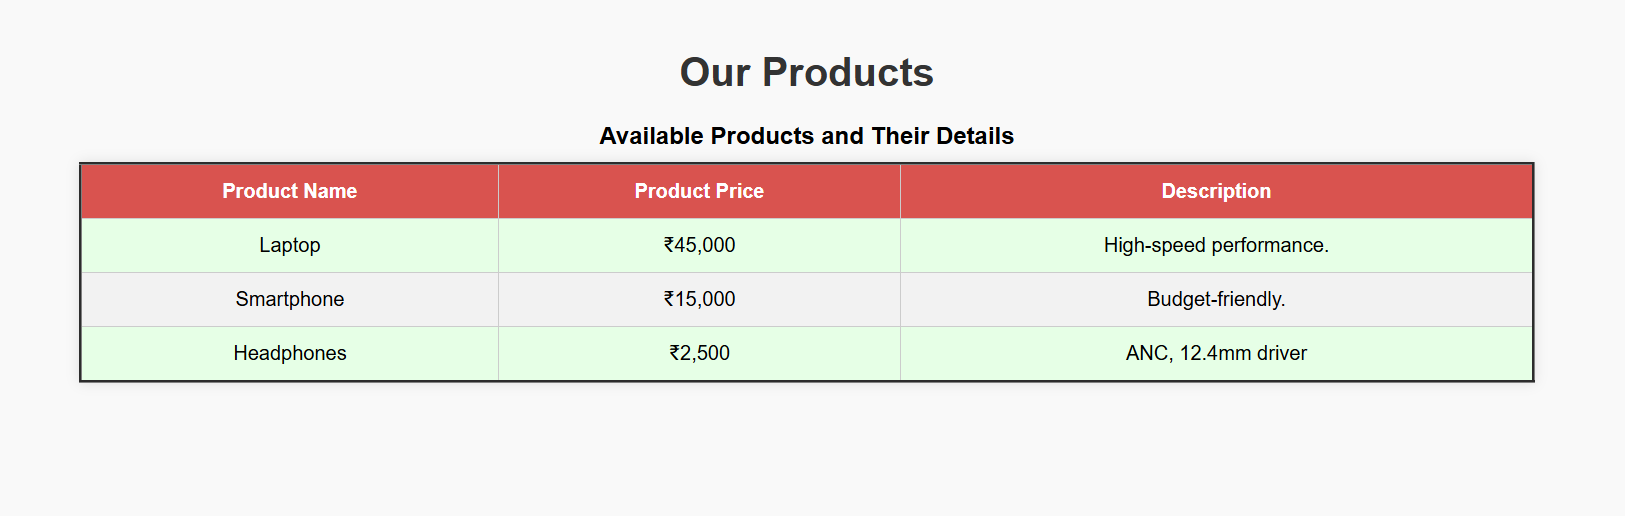 Our Products
Available Products and Their Details
Product Name Product Price Description
Laptop ₹45,000 High-speed performance.
Smartphone ₹15,000 Budget-friendly.
Headphones ₹2,500 ANC, 12.4mm driver